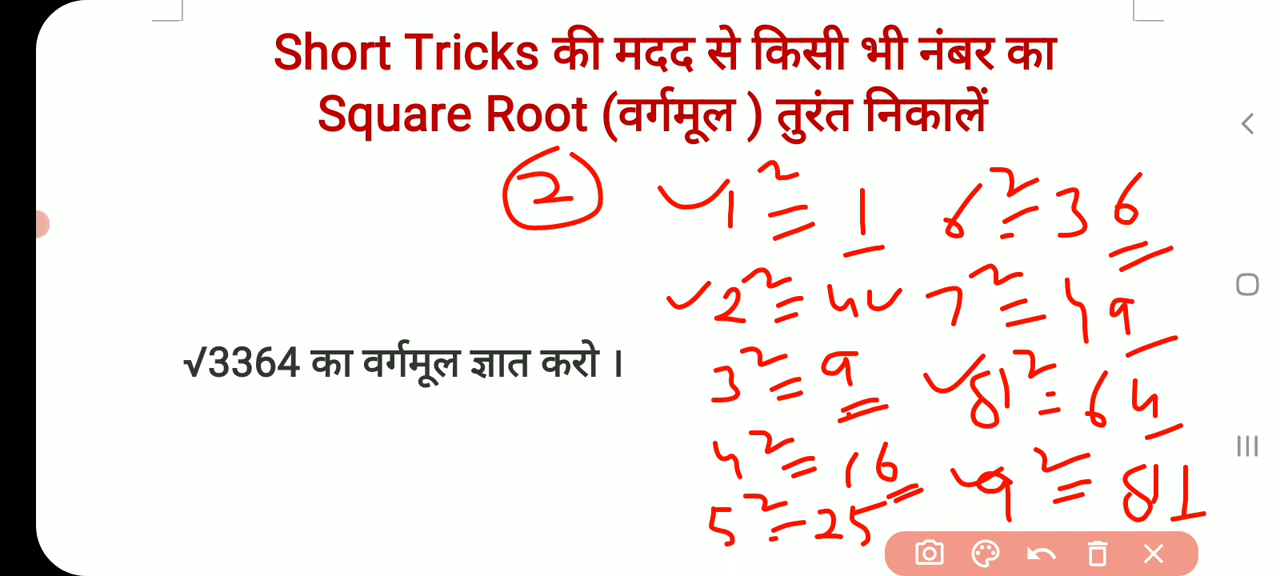 Short Tricks की मदद से किसी भी नंबर का
Square Root (वर्गमूल ) तुरंत निकालें
2
1² = 1 6² = 36
2² = 4 7² = 49
√3364 का वर्गमूल ज्ञात करो ।
3² = 9 8² = 64
4² = 16 9² = 81
5² = 25